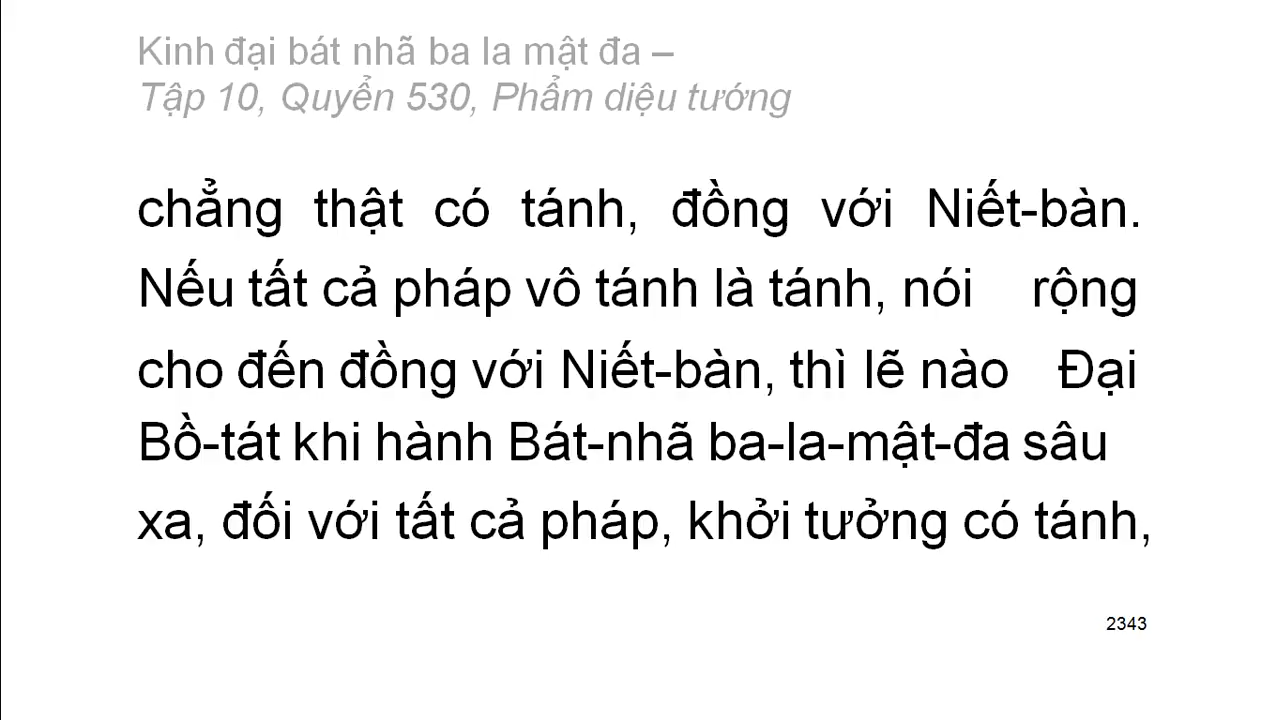 Kinh đại bát nhã ba la mật đa –
Tập 10, Quyển 530, Phẩm diệu tướng
chẳng thật có tánh, đồng với Niết-bàn.
Nếu tất cả pháp vô tánh là tánh, nói rộng
cho đến đồng với Niết-bàn, thì lẽ nào Đại
Bồ-tát khi hành Bát-nhã ba-la-mật-đa sâu
xa, đối với tất cả pháp, khởi tưởng có tánh,
2343